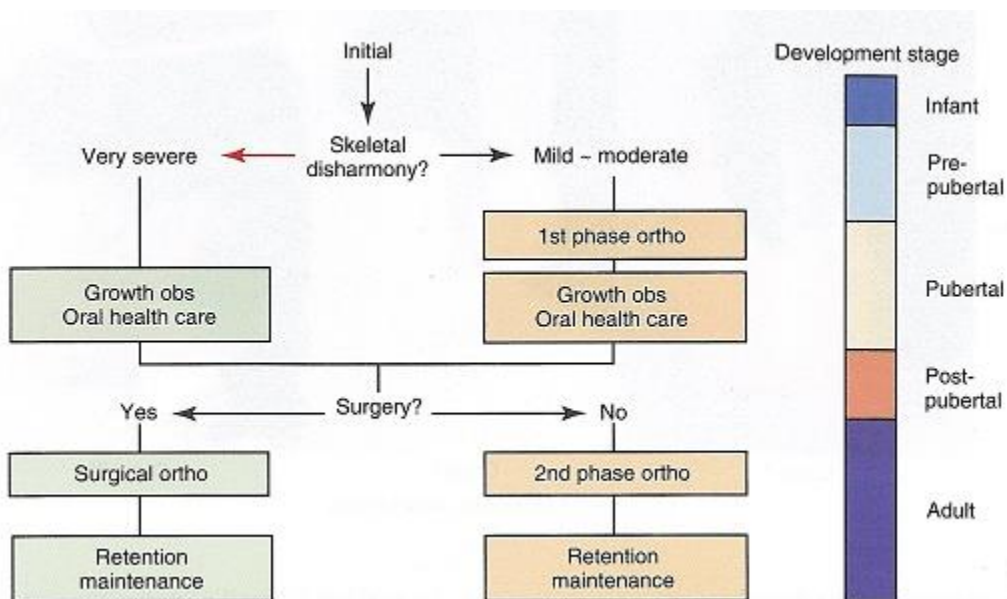 Initial
Development stage
Infant
Very severe
Skeletal
disharmony?
Mild ~ moderate
Pre-
pubertal
1st phase ortho
Growth obs
Oral health care
Growth obs
Oral health care
Pubertal
Post-
pubertal
Yes
Surgery?
No
Surgical ortho
2nd phase ortho
Adult
Retention
maintenance
Retention
maintenance